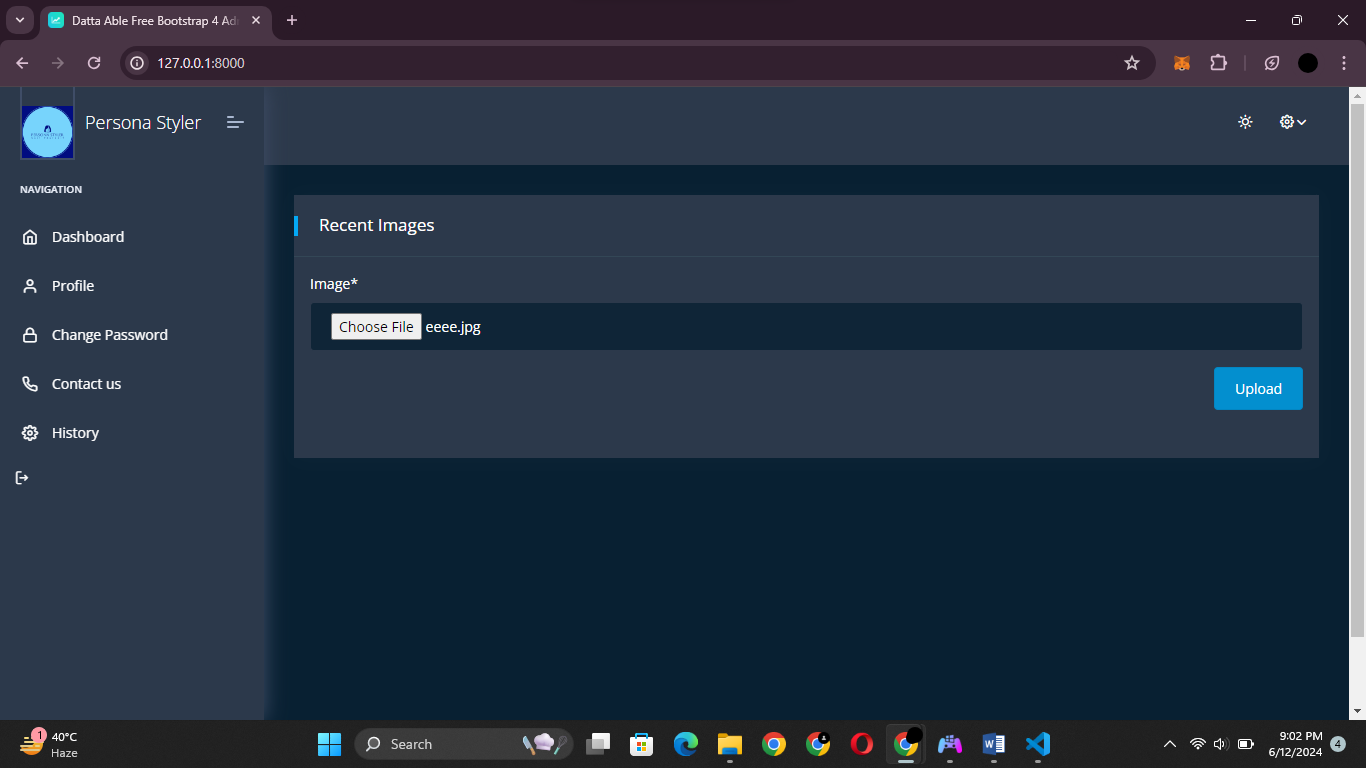 Datta Able Free Bootstrap 4 Ad
127.0.0.1:8000
Persona Styler
NAVIGATION
Dashboard
Profile
Change Password
Contact us
History
Recent Images
Image*
Choose File eeee.jpg
Upload
1
40°C
Haze
Search
9:02 PM
6/12/2024
4